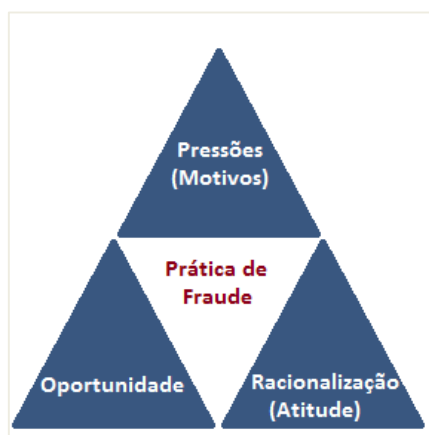 Pressões
(Motivos)
Prática de
Fraude
Oportunidade
Racionalização
(Atitude)